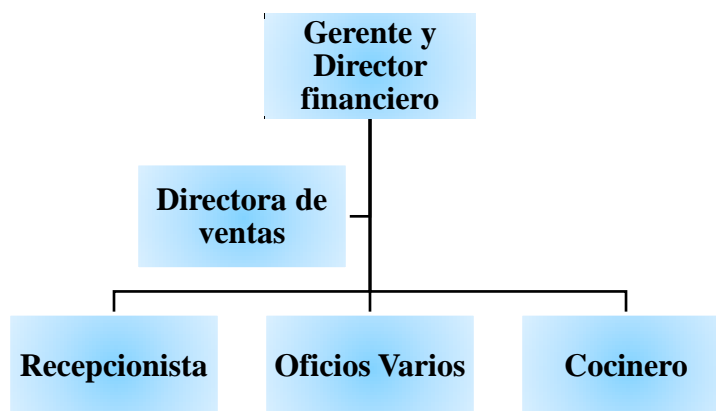 Gerente y
Director
financiero
Directora de
ventas
Recepcionista
Oficios Varios
Cocinero